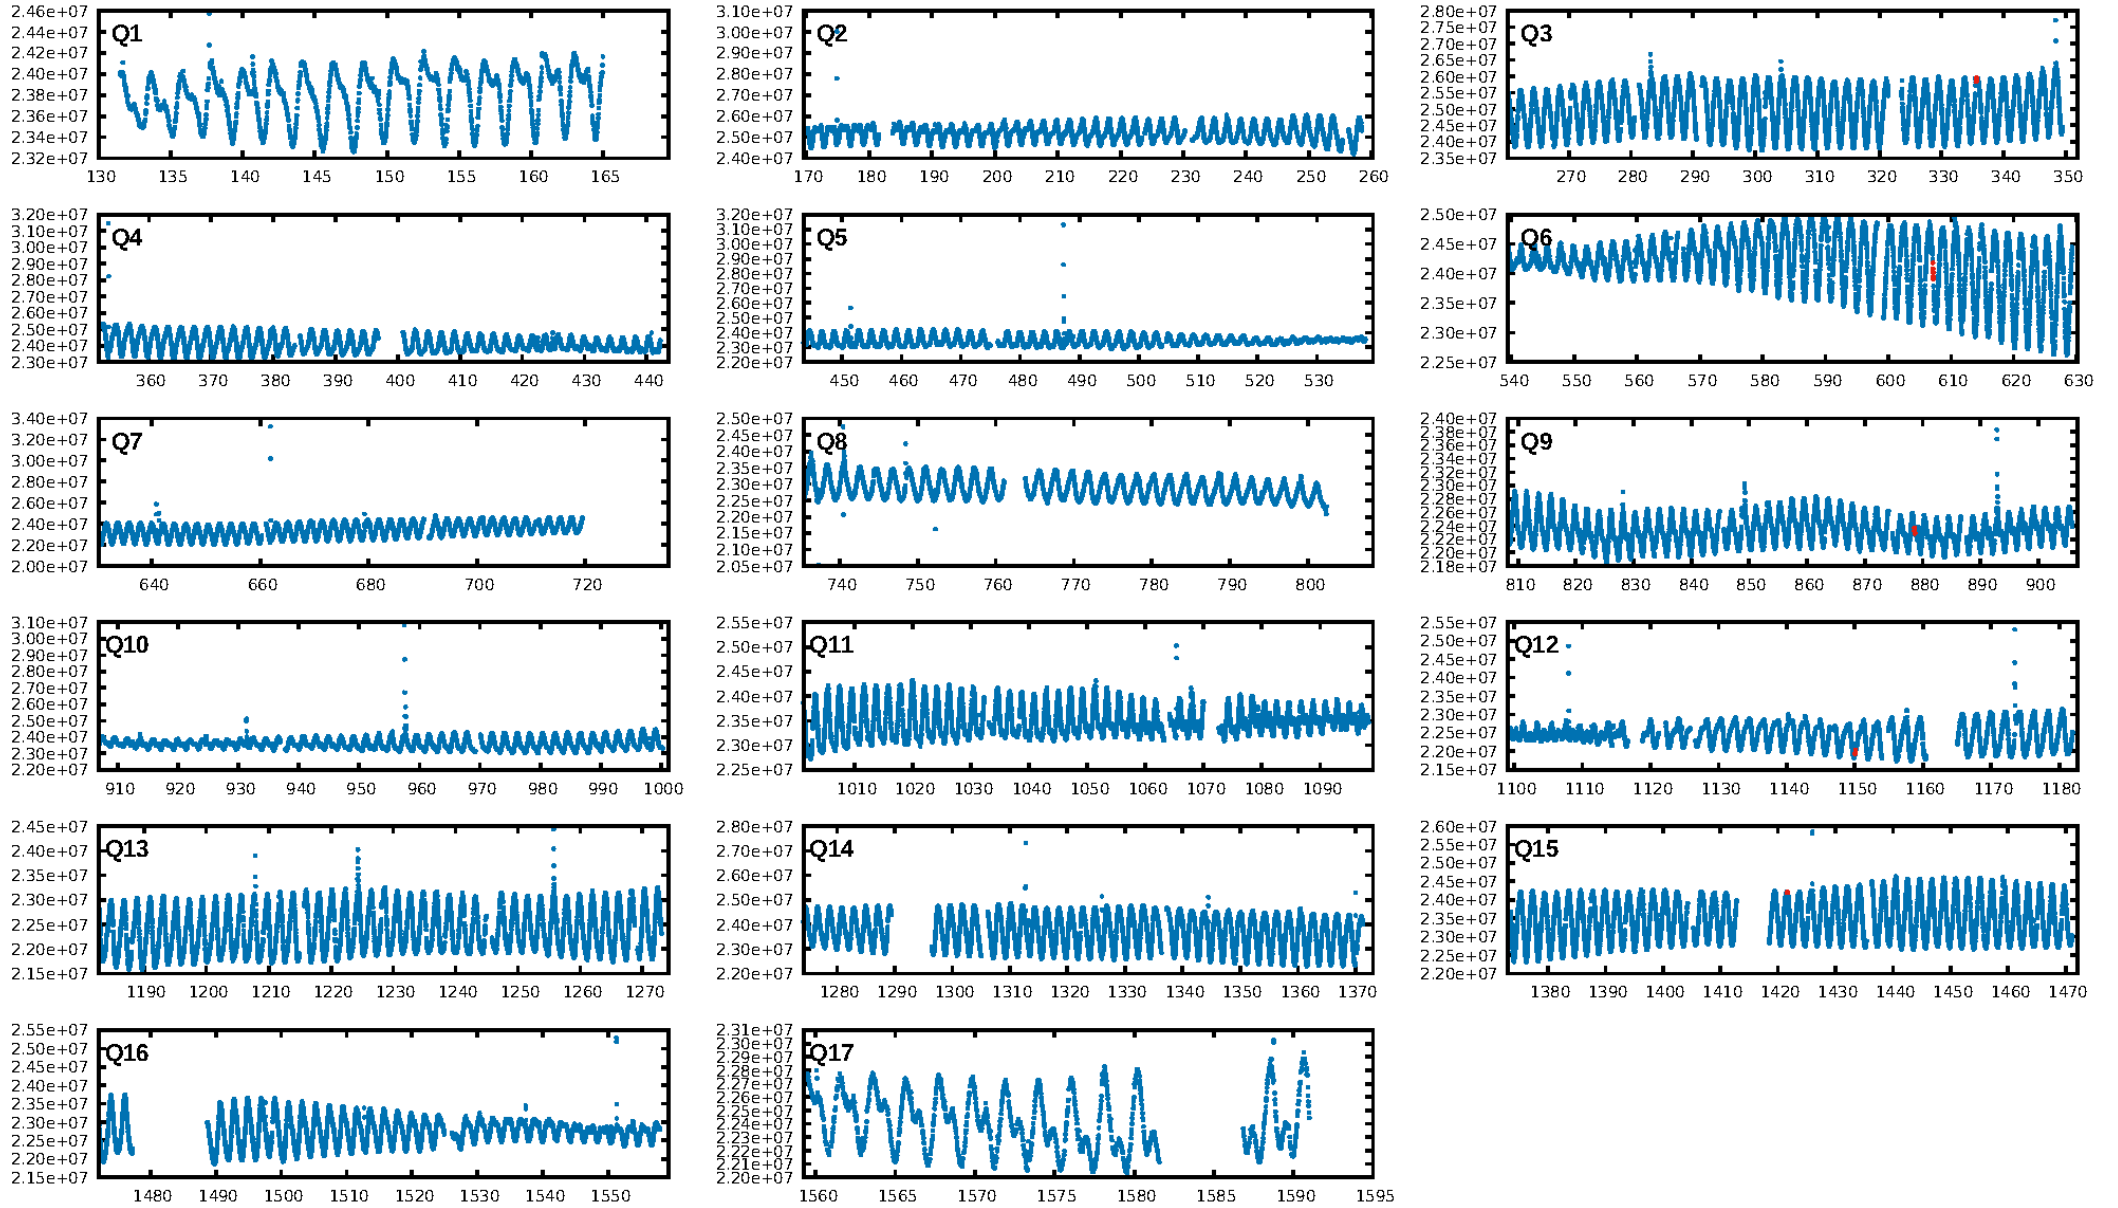 2.46e+07
2.44e+07
2.42e+07
2.40e+07
2.38e+07
2.36e+07
2.34e+07
2.32e+07
Q1
130 135 140 145 150 155 160 165
3.10e+07
3.00e+07
2.90e+07
2.80e+07
2.70e+07
2.60e+07
2.50e+07
2.40e+07
Q2
170 180 190 200 210 220 230 240 250 260
2.80e+07
2.75e+07
2.70e+07
2.65e+07
2.60e+07
2.55e+07
2.50e+07
2.45e+07
2.40e+07
2.35e+07
Q3
270 280 290 300 310 320 330 340 350
3.20e+07
3.10e+07
3.00e+07
2.90e+07
2.80e+07
2.70e+07
2.60e+07
2.50e+07
2.40e+07
2.30e+07
Q4
360 370 380 390 400 410 420 430 440
3.20e+07
3.10e+07
3.00e+07
2.90e+07
2.80e+07
2.70e+07
2.60e+07
2.50e+07
2.40e+07
2.30e+07
2.20e+07
Q5
450 460 470 480 490 500 510 520 530
2.50e+07
2.45e+07
2.40e+07
2.35e+07
2.30e+07
2.25e+07
Q6
540 550 560 570 580 590 600 610 620 630
3.40e+07
3.20e+07
3.00e+07
2.80e+07
2.60e+07
2.40e+07
2.20e+07
2.00e+07
Q7
640 660 680 700 720
2.50e+07
2.45e+07
2.40e+07
2.35e+07
2.30e+07
2.25e+07
2.20e+07
2.15e+07
2.10e+07
2.05e+07
Q8
740 750 760 770 780 790 800
2.40e+07
2.38e+07
2.36e+07
2.34e+07
2.32e+07
2.30e+07
2.28e+07
2.26e+07
2.24e+07
2.22e+07
2.20e+07
2.18e+07
Q9
810 820 830 840 850 860 870 880 890 900
3.10e+07
3.00e+07
2.90e+07
2.80e+07
2.70e+07
2.60e+07
2.50e+07
2.40e+07
2.30e+07
2.20e+07
Q10
910 920 930 940 950 960 970 980 990 1000
2.55e+07
2.50e+07
2.45e+07
2.40e+07
2.35e+07
2.30e+07
2.25e+07
Q11
1010 1020 1030 1040 1050 1060 1070 1080 1090
2.55e+07
2.50e+07
2.45e+07
2.40e+07
2.35e+07
2.30e+07
2.25e+07
2.20e+07
2.15e+07
Q12
1100 1110 1120 1130 1140 1150 1160 1170 1180
2.45e+07
2.40e+07
2.35e+07
2.30e+07
2.25e+07
2.20e+07
2.15e+07
Q13
1190 1200 1210 1220 1230 1240 1250 1260 1270
2.80e+07
2.70e+07
2.60e+07
2.50e+07
2.40e+07
2.30e+07
2.20e+07
Q14
1280 1290 1300 1310 1320 1330 1340 1350 1360 1370
2.60e+07
2.55e+07
2.50e+07
2.45e+07
2.40e+07
2.35e+07
2.30e+07
2.25e+07
2.20e+07
Q15
1380 1390 1400 1410 1420 1430 1440 1450 1460 1470
2.55e+07
2.50e+07
2.45e+07
2.40e+07
2.35e+07
2.30e+07
2.25e+07
2.20e+07
2.15e+07
Q16
1480 1490 1500 1510 1520 1530 1540 1550
2.31e+07
2.30e+07
2.29e+07
2.28e+07
2.27e+07
2.26e+07
2.25e+07
2.24e+07
2.23e+07
2.22e+07
2.21e+07
2.20e+07
Q17
1560 1565 1570 1575 1580 1585 1590 1595